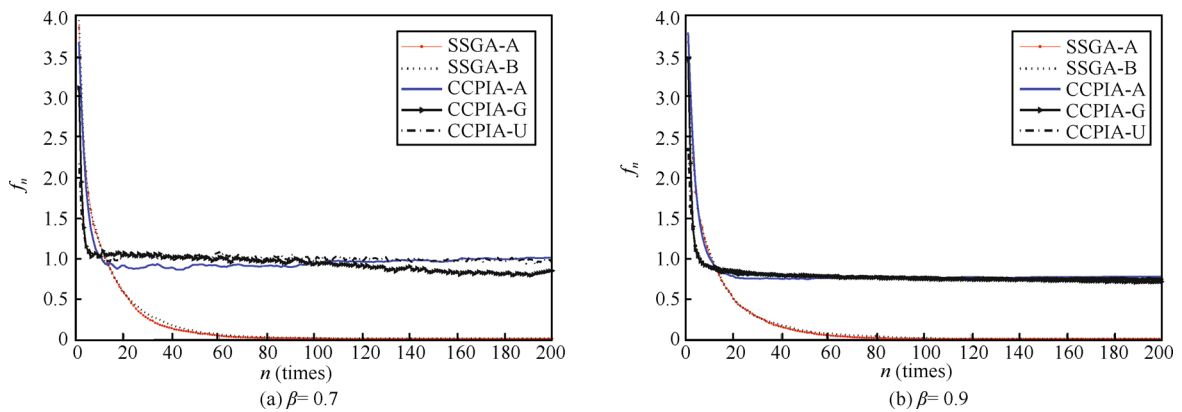 4.0
3.5
3.0
2.5
2.0
1.5
1.0
0.5
0
fn
SSGA-A
SSGA-B
CCPIA-A
CCPIA-G
CCPIA-U
0 20 40 60 80 100 120 140 160 180 200
n (times)
(a) β= 0.7
4.0
3.5
3.0
2.5
2.0
1.5
1.0
0.5
0
fn
SSGA-A
SSGA-B
CCPIA-A
CCPIA-G
CCPIA-U
0 20 40 60 80 100 120 140 160 180 200
n (times)
(b) β= 0.9